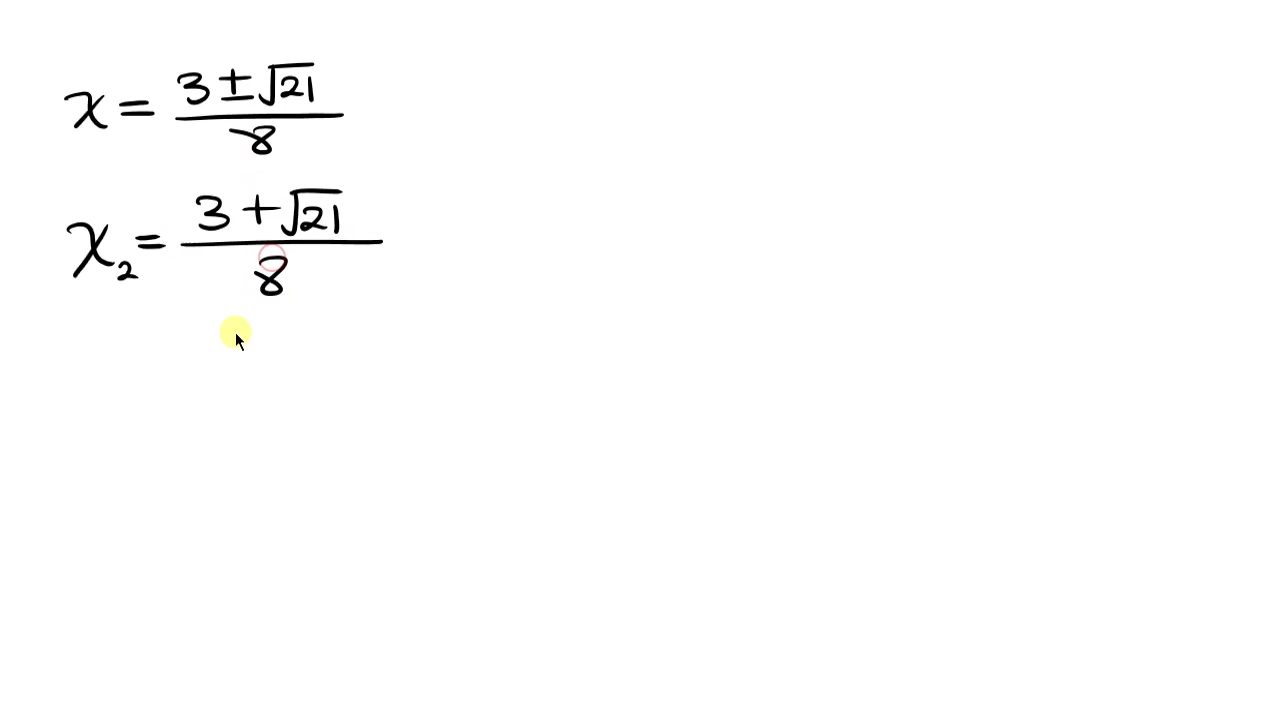 x = (3 ± √21) / 8
x₂ = (3 + √21) / 8